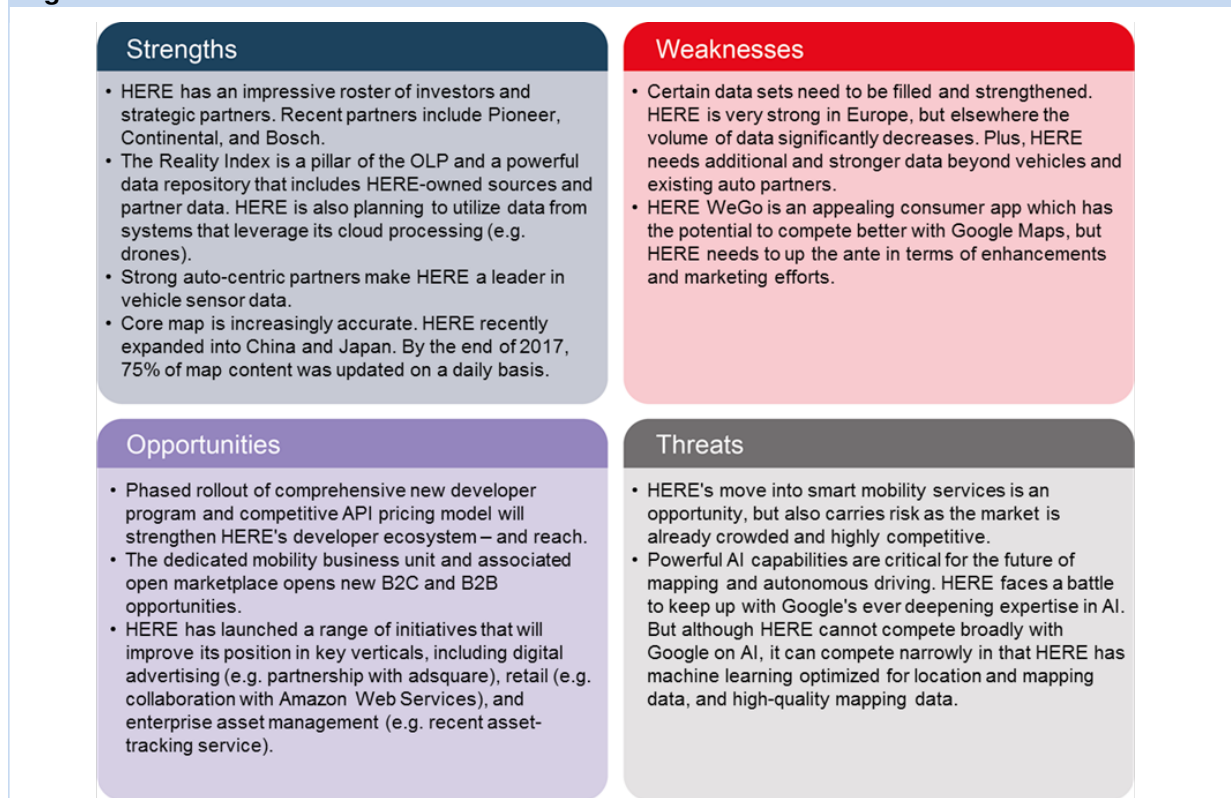 Strengths
• HERE has an impressive roster of investors and
strategic partners. Recent partners include Pioneer,
Continental, and Bosch.
• The Reality Index is a pillar of the OLP and a powerful
data repository that includes HERE-owned sources and
partner data. HERE is also planning to utilize data from
systems that leverage its cloud processing (e.g.
drones).
• Strong auto-centric partners make HERE a leader in
vehicle sensor data.
• Core map is increasingly accurate. HERE recently
expanded into China and Japan. By the end of 2017,
75% of map content was updated on a daily basis.
Weaknesses
• Certain data sets need to be filled and strengthened.
HERE is very strong in Europe, but elsewhere the
volume of data significantly decreases. Plus, HERE
needs additional and stronger data beyond vehicles and
existing auto partners.
• HERE WeGo is an appealing consumer app which has
the potential to compete better with Google Maps, but
HERE needs to up the ante in terms of enhancements
and marketing efforts.
Opportunities
• Phased rollout of comprehensive new developer
program and competitive API pricing model will
strengthen HERE's developer ecosystem – and reach.
• The dedicated mobility business unit and associated
open marketplace opens new B2C and B2B
opportunities.
• HERE has launched a range of initiatives that will
improve its position in key verticals, including digital
advertising (e.g. partnership with adsquare), retail (e.g.
collaboration with Amazon Web Services), and
enterprise asset management (e.g. recent asset-
tracking service).
Threats
• HERE's move into smart mobility services is an
opportunity, but also carries risk as the market is
already crowded and highly competitive.
• Powerful AI capabilities are critical for the future of
mapping and autonomous driving. HERE faces a battle
to keep up with Google's ever deepening expertise in AI.
But although HERE cannot compete broadly with
Google on AI, it can compete narrowly in that HERE has
machine learning optimized for location and mapping
data, and high-quality mapping data.